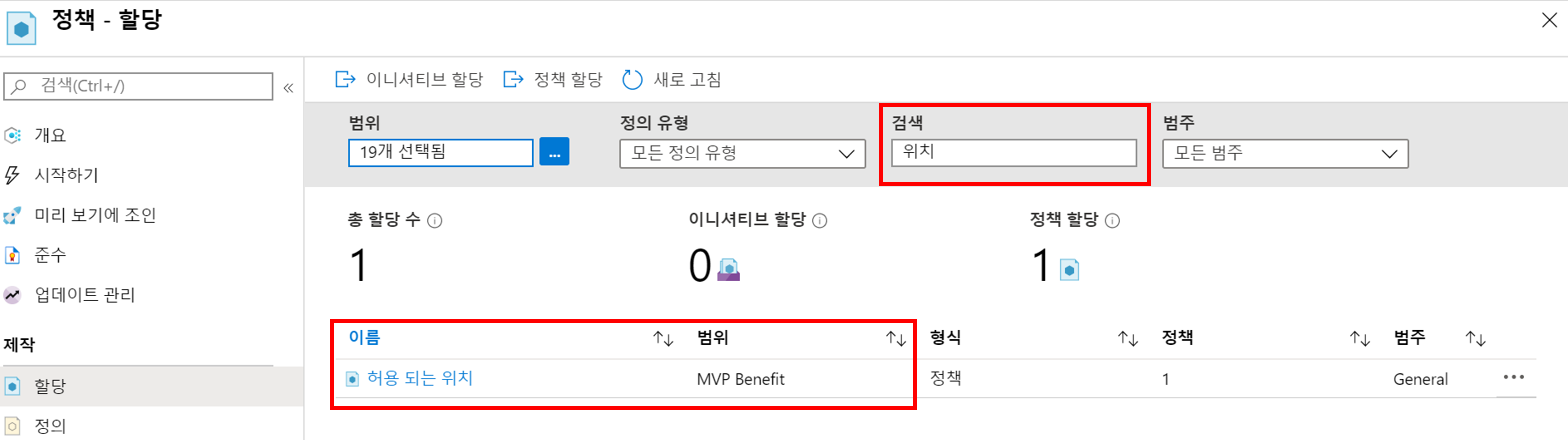 정책 - 할당
검색(Ctrl+/)
«
개요
시작하기
미리 보기에 조인
준수
업데이트 관리
제작
할당
정의
이니셔티브 할당 정책 할당 새로 고침
범위 정의 유형 검색 범주
19개 선택됨 ... 모든 정의 유형 위치 모든 범주
총 할당 수 이니셔티브 할당 정책 할당
1 0 1
이름 범위 형식 정책 범주
허용 되는 위치 MVP Benefit 정책 1 General ...